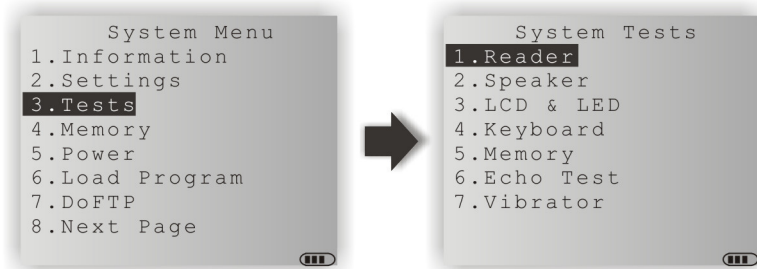 System Menu
1.Information
2.Settings
3.Tests
4.Memory
5.Power
6.Load Program
7.DoFTP
8.Next Page
System Tests
1.Reader
2.Speaker
3.LCD & LED
4.Keyboard
5.Memory
6.Echo Test
7.Vibrator